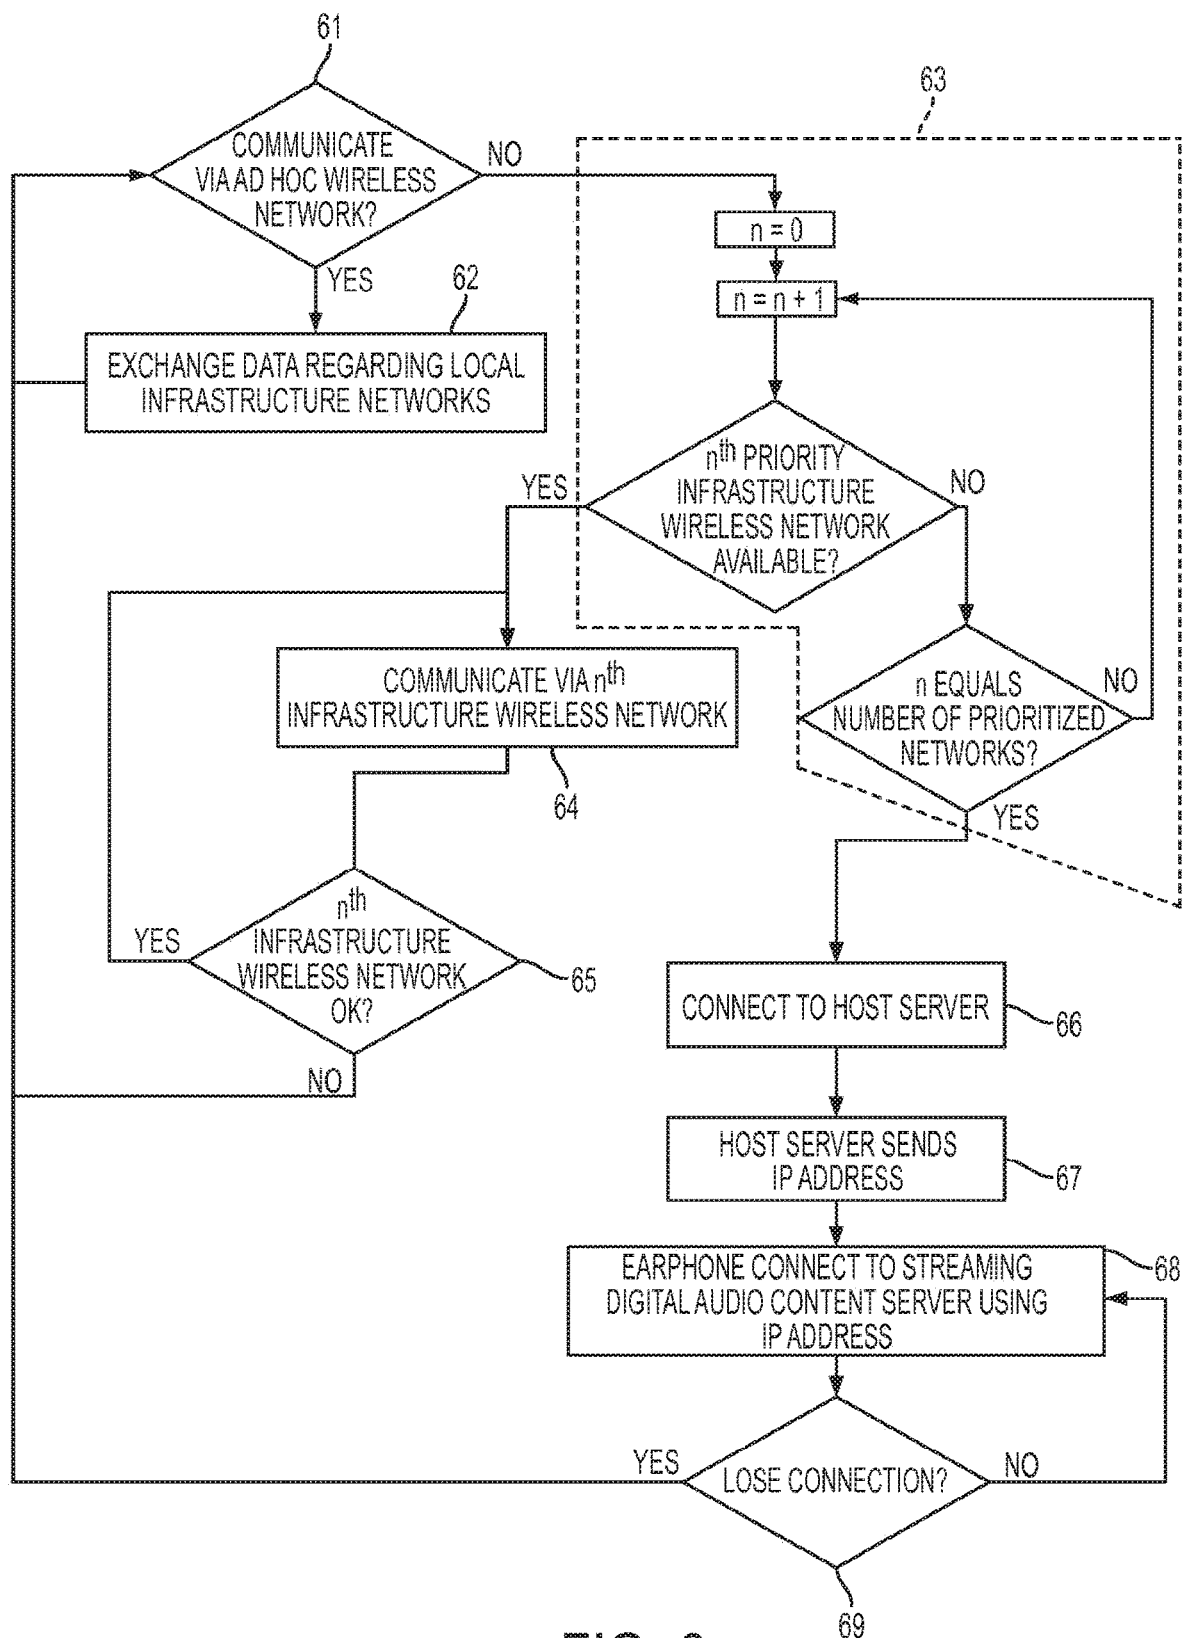 61
COMMUNICATE
VIA AD HOC WIRELESS
NETWORK?
NO
YES
62
EXCHANGE DATA REGARDING LOCAL
INFRASTRUCTURE NETWORKS
63
n = 0
n = n + 1
nth PRIORITY
INFRASTRUCTURE
WIRELESS NETWORK
AVAILABLE?
YES
NO
n EQUALS
NUMBER OF PRIORITIZED
NETWORKS?
NO
YES
COMMUNICATE VIA nth
INFRASTRUCTURE WIRELESS NETWORK
64
nth
INFRASTRUCTURE
WIRELESS NETWORK
OK?
YES
65
NO
CONNECT TO HOST SERVER
66
HOST SERVER SENDS
IP ADDRESS
67
EARPHONE CONNECT TO STREAMING
DIGITAL AUDIO CONTENT SERVER USING
IP ADDRESS
68
LOSE CONNECTION?
YES
NO
69
FIG.